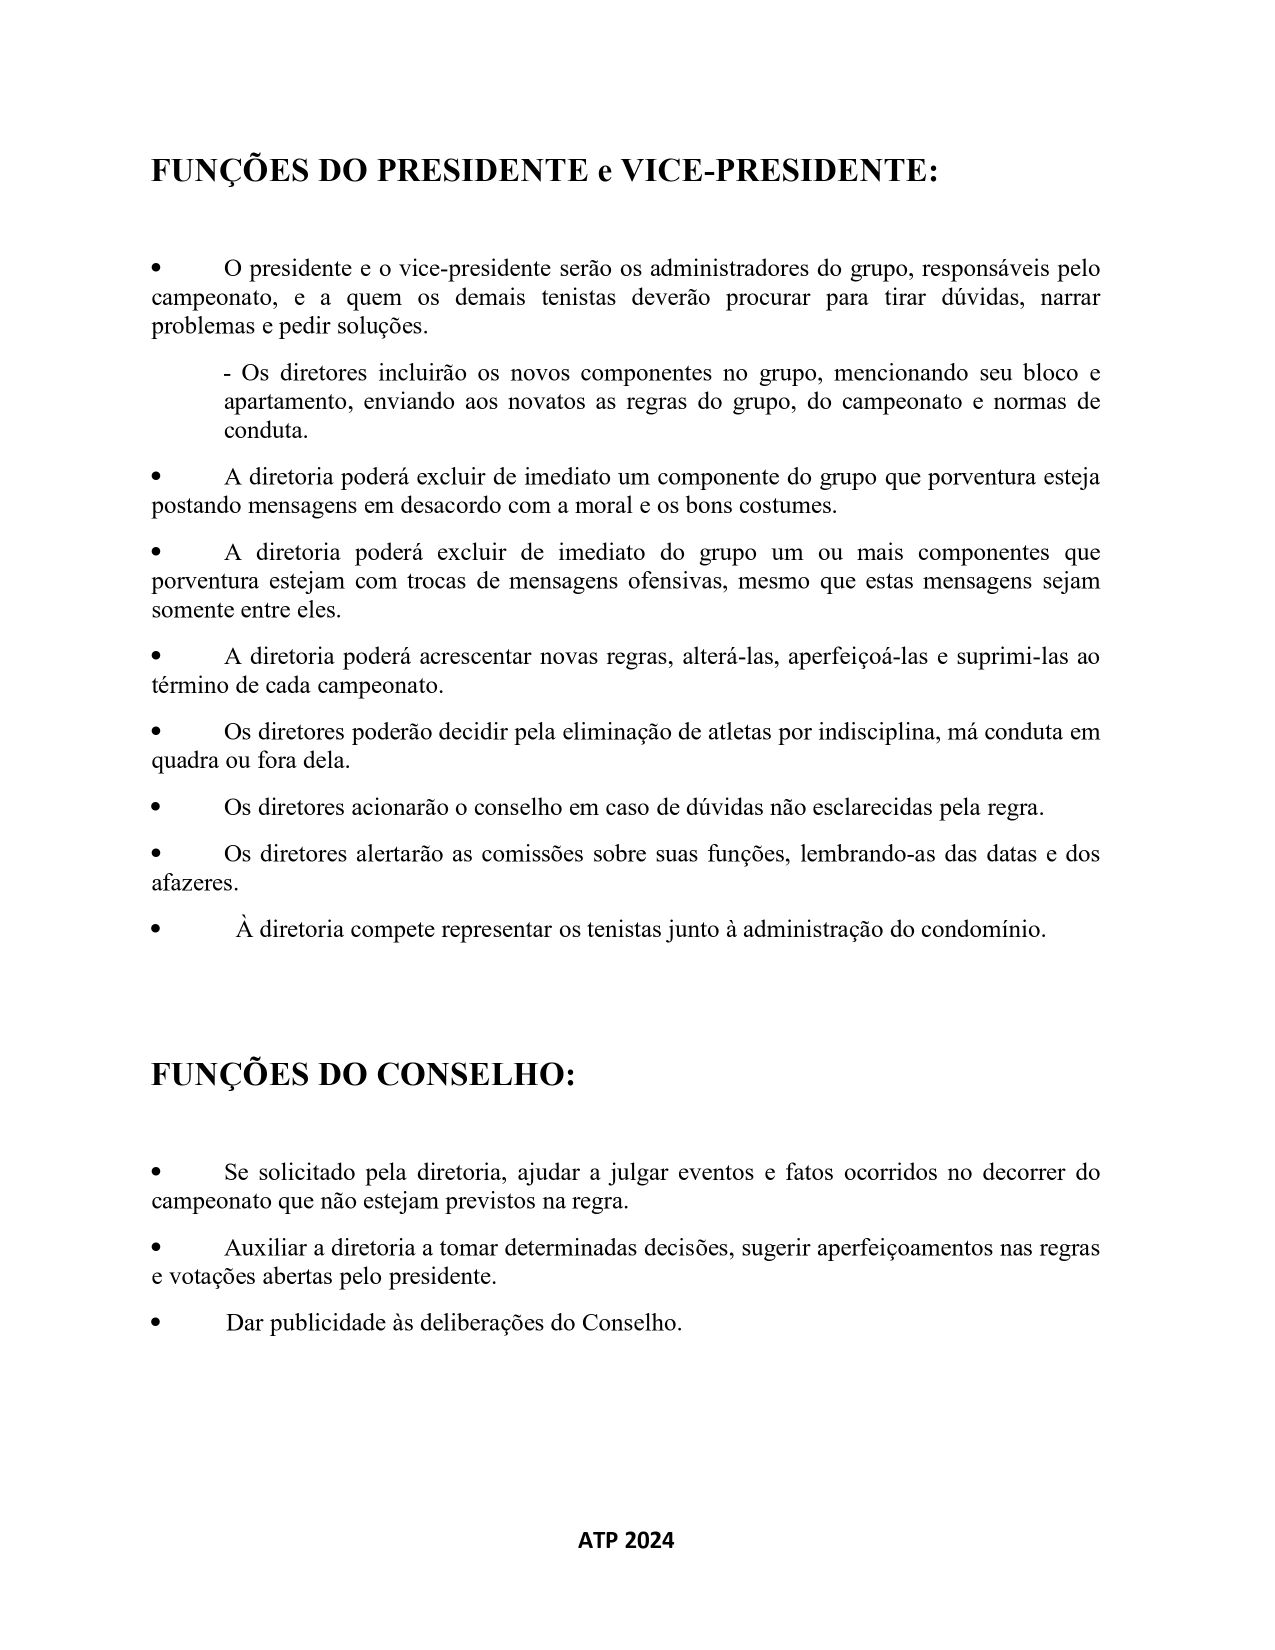 FUNÇÕES DO PRESIDENTE e VICE-PRESIDENTE:
• O presidente e o vice-presidente serão os administradores do grupo, responsáveis pelo
campeonato, e a quem os demais tenistas deverão procurar para tirar dúvidas, narrar
problemas e pedir soluções.
- Os diretores incluirão os novos componentes no grupo, mencionando seu bloco e
apartamento, enviando aos novatos as regras do grupo, do campeonato e normas de
conduta.
• A diretoria poderá excluir de imediato um componente do grupo que porventura esteja
postando mensagens em desacordo com a moral e os bons costumes.
• A diretoria poderá excluir de imediato do grupo um ou mais componentes que
porventura estejam com trocas de mensagens ofensivas, mesmo que estas mensagens sejam
somente entre eles.
• A diretoria poderá acrescentar novas regras, alterá-las, aperfeiçoá-las e suprimi-las ao
término de cada campeonato.
• Os diretores poderão decidir pela eliminação de atletas por indisciplina, má conduta em
quadra ou fora dela.
• Os diretores acionarão o conselho em caso de dúvidas não esclarecidas pela regra.
• Os diretores alertarão as comissões sobre suas funções, lembrando-as das datas e dos
afazeres.
• À diretoria compete representar os tenistas junto à administração do condomínio.
FUNÇÕES DO CONSELHO:
• Se solicitado pela diretoria, ajudar a julgar eventos e fatos ocorridos no decorrer do
campeonato que não estejam previstos na regra.
• Auxiliar a diretoria a tomar determinadas decisões, sugerir aperfeiçoamentos nas regras
e votações abertas pelo presidente.
• Dar publicidade às deliberações do Conselho.
ATP 2024